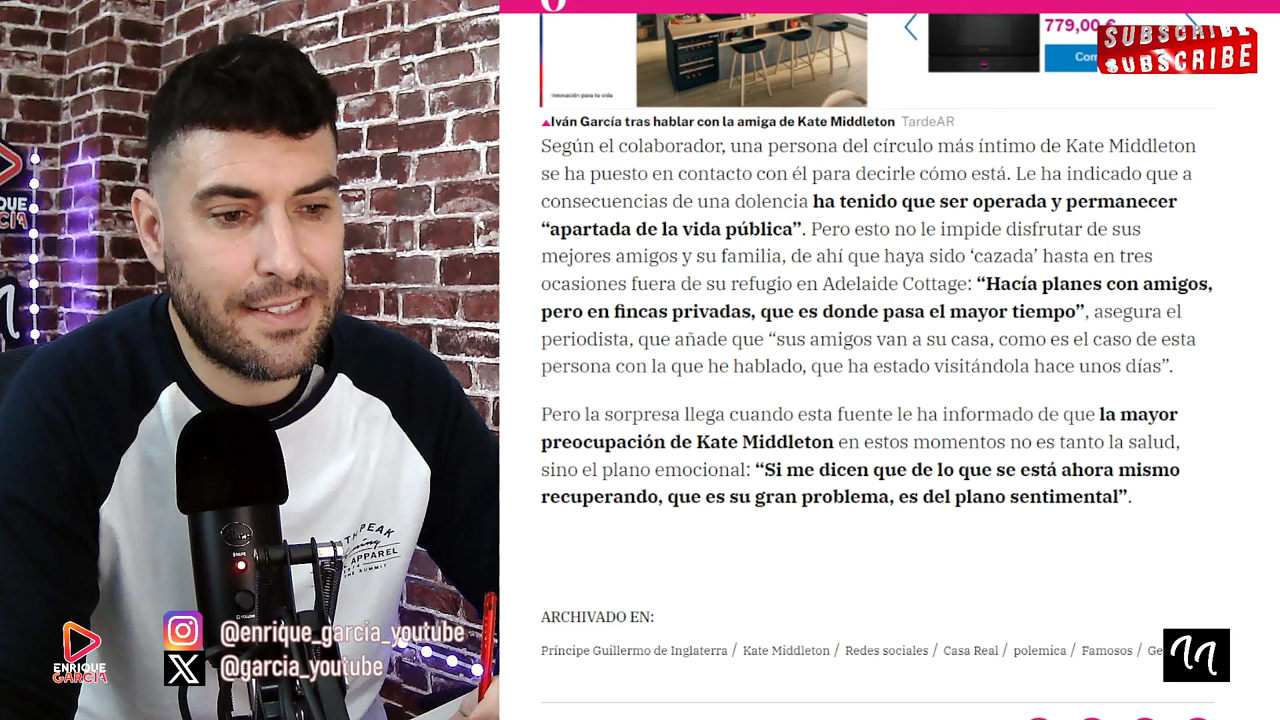 innovación para tu vida
779,00 €
Com
SUBSCRIBE
SUBSCRIBE
Iván García tras hablar con la amiga de Kate Middleton TardeAR
Según el colaborador, una persona del círculo más íntimo de Kate Middleton
se ha puesto en contacto con él para decirle cómo está. Le ha indicado que a
consecuencias de una dolencia ha tenido que ser operada y permanecer
“apartada de la vida pública”. Pero esto no le impide disfrutar de sus
mejores amigos y su familia, de ahí que haya sido ‘cazada’ hasta en tres
ocasiones fuera de su refugio en Adelaide Cottage: “Hacía planes con amigos,
pero en fincas privadas, que es donde pasa el mayor tiempo”, asegura el
periodista, que añade que “sus amigos van a su casa, como es el caso de esta
persona con la que he hablado, que ha estado visitándola hace unos días”.
Pero la sorpresa llega cuando esta fuente le ha informado de que la mayor
preocupación de Kate Middleton en estos momentos no es tanto la salud,
sino el plano emocional: “Si me dicen que de lo que se está ahora mismo
recuperando, que es su gran problema, es del plano sentimental”.
ARCHIVADO EN:
Príncipe Guillermo de Inglaterra / Kate Middleton / Redes sociales / Casa Real / polemica / Famosos / Ge
PEAK
APPAREL
THE SUMMIT
@enrique_garcia_youtube
@garcia_youtube
ENRIQUE
GARCIA